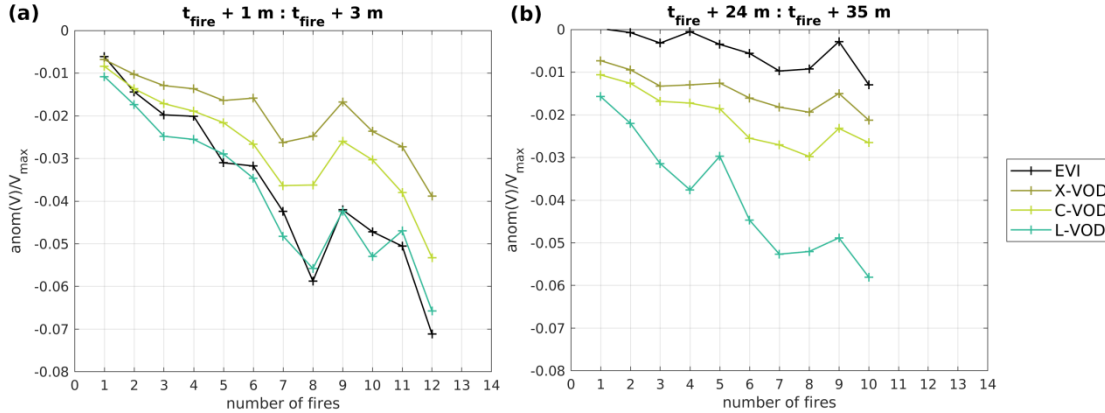 (a)
t_fire + 1 m : t_fire + 3 m
0
-0.01
-0.02
-0.03
-0.04
-0.05
-0.06
-0.07
-0.08
anom(V)/V_max
0 1 2 3 4 5 6 7 8 9 10 11 12 13 14
number of fires
(b)
t_fire + 24 m : t_fire + 35 m
0
-0.01
-0.02
-0.03
-0.04
-0.05
-0.06
-0.07
-0.08
anom(V)/V_max
0 1 2 3 4 5 6 7 8 9 10 11 12 13 14
number of fires
EVI
X-VOD
C-VOD
L-VOD